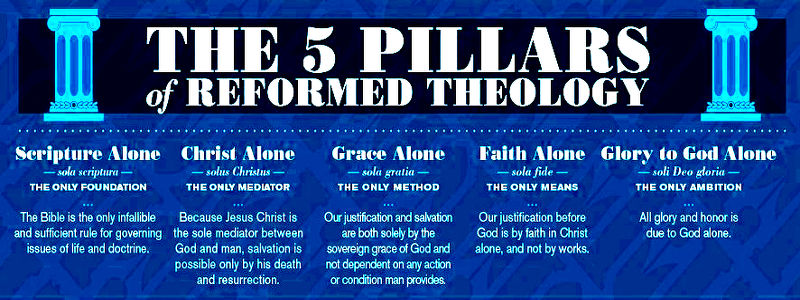 THE 5 PILLARS
of REFORMED THEOLOGY
Scripture Alone
— sola scriptura —
THE ONLY FOUNDATION
...
The Bible is the only infallible
and sufficient rule for governing
issues of life and doctrine.
Christ Alone
— solus Christus —
THE ONLY MEDIATOR
...
Because Jesus Christ is
the sole mediator between
God and man, salvation is
possible only by his death
and resurrection.
Grace Alone
— sola gratia —
THE ONLY METHOD
...
Our justification and salvation
are both solely by the
sovereign grace of God and
not dependent on any action
or condition man provides.
Faith Alone
— sola fide —
THE ONLY MEANS
...
Our justification before
God is by faith in Christ
alone, and not by works.
Glory to God Alone
— soli Deo gloria —
THE ONLY AMBITION
...
All glory and honor is
due to God alone.